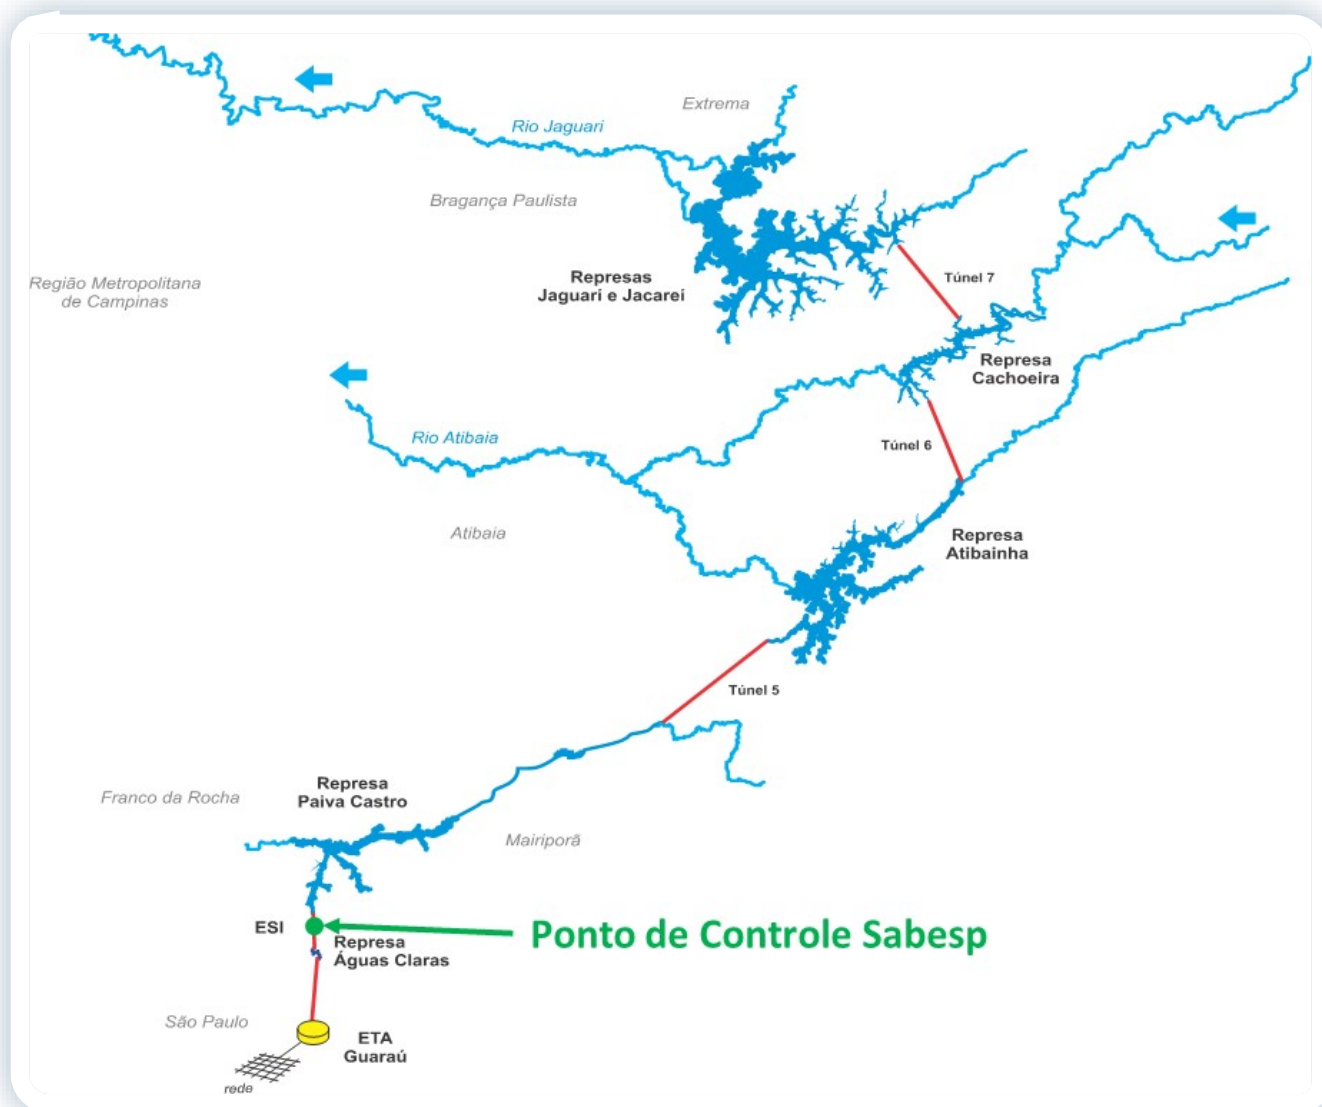 Extrema
Rio Jaguari
Bragança Paulista
Região Metropolitana
de Campinas
Represas
Jaguari e Jacareí
Túnel 7
Represa
Cachoeira
Rio Atibaia
Túnel 6
Atibaia
Represa
Atibainha
Túnel 5
Represa
Paiva Castro
Franco da Rocha
Mairiporã
ESI
Ponto de Controle Sabesp
Represa
Águas Claras
São Paulo
ETA
Guaraú
rede